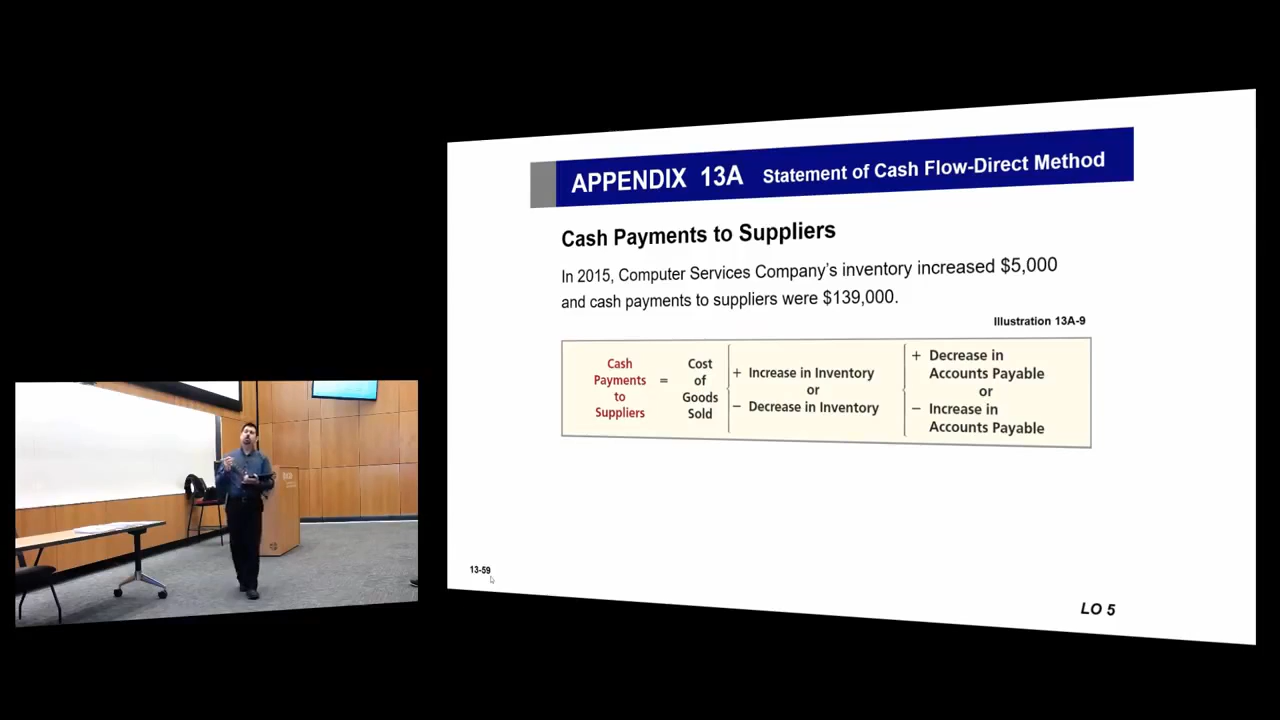 APPENDIX 13A Statement of Cash Flow-Direct Method
Cash Payments to Suppliers
In 2015, Computer Services Company's inventory increased $5,000
and cash payments to suppliers were $139,000.
Illustration 13A-9
Cash
Payments
to
Suppliers
=
Cost
of
Goods
Sold
+ Increase in Inventory
or
− Decrease in Inventory
+ Decrease in
Accounts Payable
or
− Increase in
Accounts Payable
13-59
LO 5